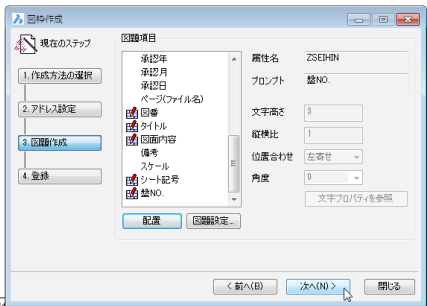 図枠作成
現在のステップ
1.作成方法の選択
2.アドレス設定
3.図題作成
4.登録
図題項目
承認年
承認月
承認日
ページ(ファイル名)
図番
タイトル
図面内容
備考
スケール
シート記号
盤NO.
配置
図題設定...
属性名
ZSEIHIN
プロンプト
盤NO.
文字高さ
3
縦横比
1
位置合わせ
左寄せ
角度
0
文字プロパティを参照
< 前へ(B)
次へ(N) >
閉じる